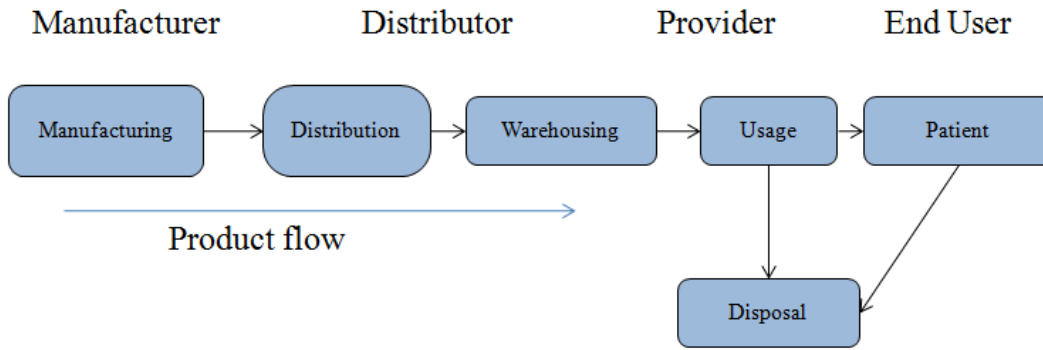 Manufacturer Distributor Provider End User
Manufacturing Distribution Warehousing Usage Patient
Product flow
Disposal